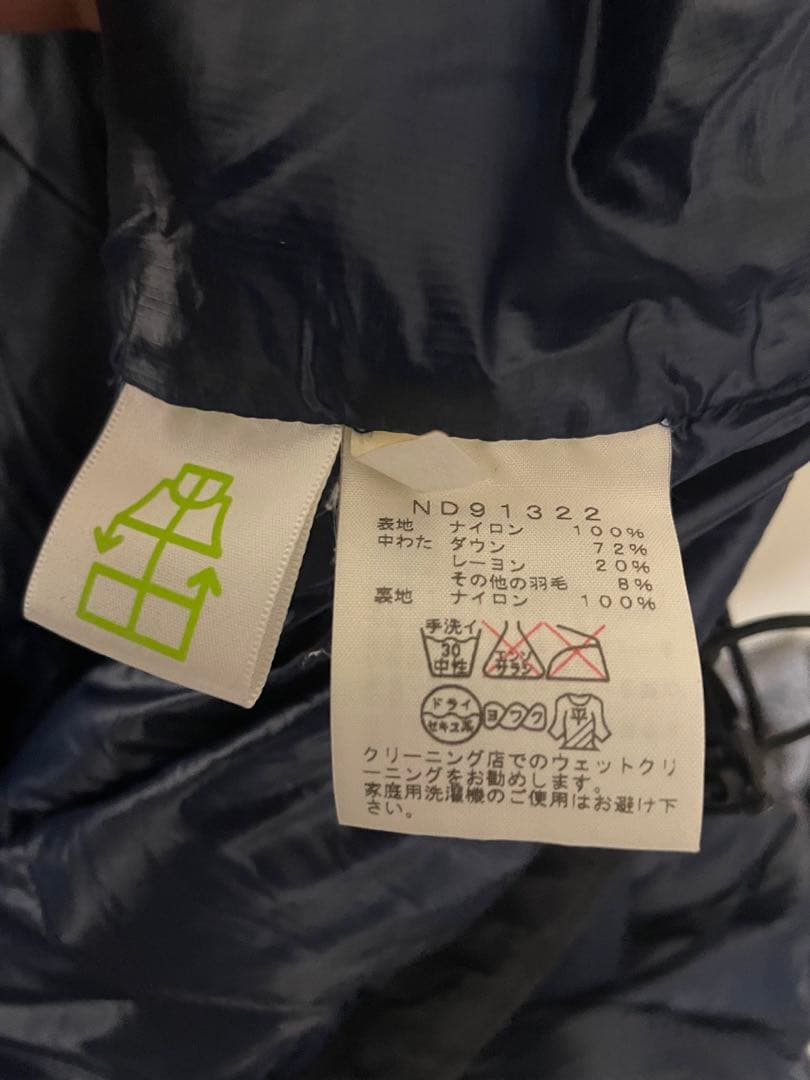 ND91322
表地 ナイロン 100%
中わた ダウン 72%
レーヨン 20%
その他の羽毛 8%
裏地 ナイロン 100%
手洗イ
30
中性
エンソ
サラシ
ドライ
セキユ系
ヨワク
平
クリーニング店でのウェットクリ
ーニングをお勧めします。
家庭用洗濯機のご使用はお避け下
さい。